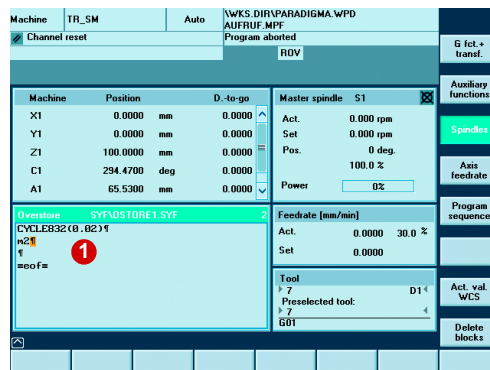 Machine TR_SM Auto \WKS.DIR\PARADIGMA.WPD
AUFRUF.MPF
Channel reset Program aborted
ROV
G fct.+
transf.
Auxiliary
functions
Spindles
Axis
feedrate
Program
sequence
Act. val.
WCS
Delete
blocks
Machine Position D.-to-go
X1 0.0000 mm 0.0000
Y1 0.0000 mm 0.0000
Z1 100.0000 mm 0.0000
C1 294.4700 deg 0.0000
A1 65.5300 mm 0.0000
Master spindle S1
Act. 0.000 rpm
Set 0.000 rpm
Pos. 0 deg.
100.0 %
Power 0%
Overstore SYF\OSTORE1.SYF 2
CYCLE832(0.02)¶
m2¶
¶
=eof=
1
Feedrate [mm/min]
Act. 0.0000 30.0 %
Set 0.0000
Tool
7 D1
Preselected tool:
7
G01